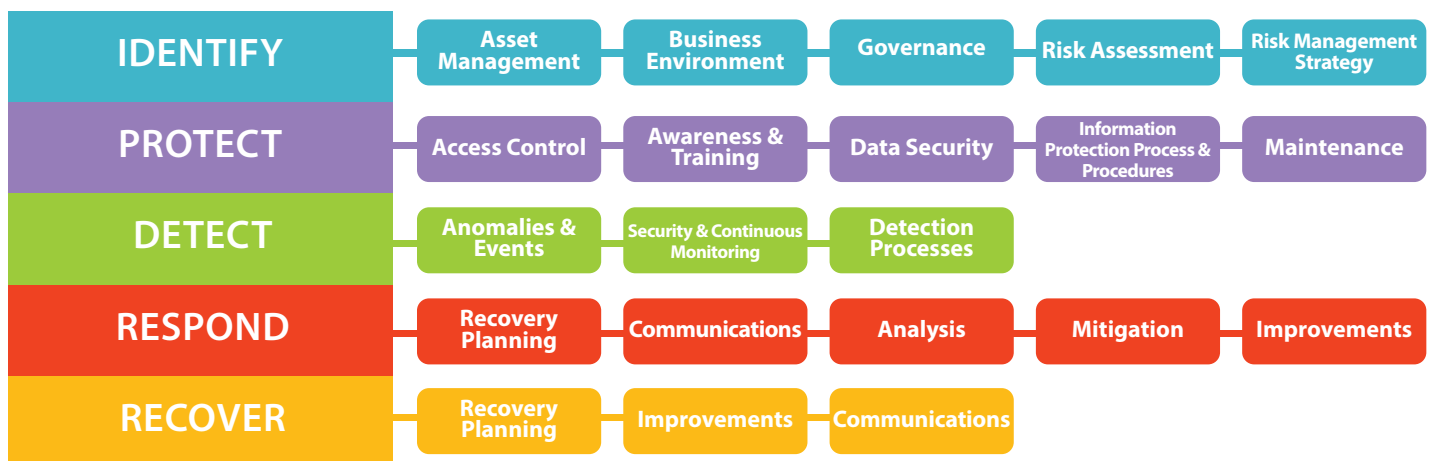 IDENTIFY
Asset
Management
Business
Environment
Governance
Risk Assessment
Risk Management
Strategy
PROTECT
Access Control
Awareness &
Training
Data Security
Information
Protection Process &
Procedures
Maintenance
DETECT
Anomalies &
Events
Security & Continuous
Monitoring
Detection
Processes
RESPOND
Recovery
Planning
Communications
Analysis
Mitigation
Improvements
RECOVER
Recovery
Planning
Improvements
Communications